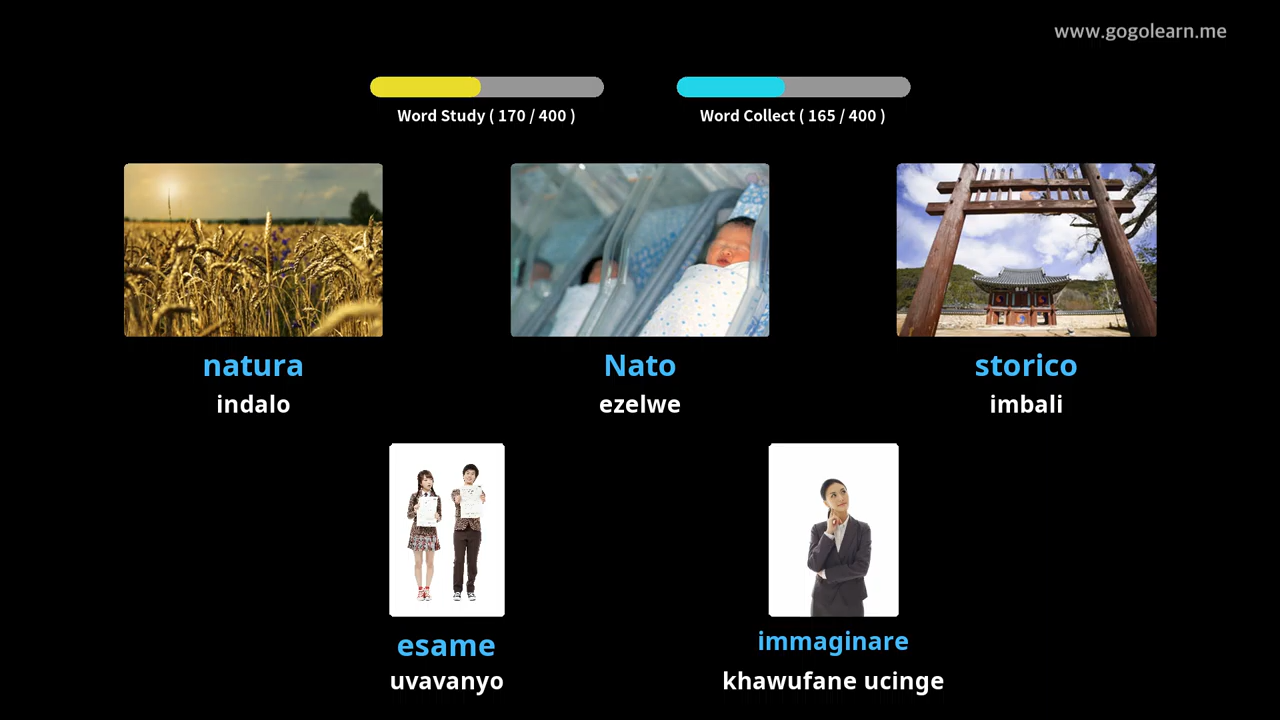 www.gogolearn.me
Word Study ( 170 / 400 )
Word Collect ( 165 / 400 )
natura
Nato
storico
indalo
ezelwe
imbali
esame
immaginare
uvavanyo
khawufane ucinge